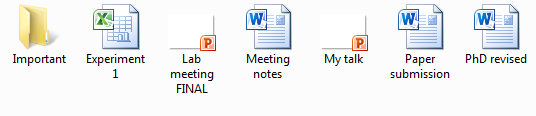 Important
Experiment
1
Lab
meeting
FINAL
Meeting
notes
My talk
Paper
submission
PhD revised